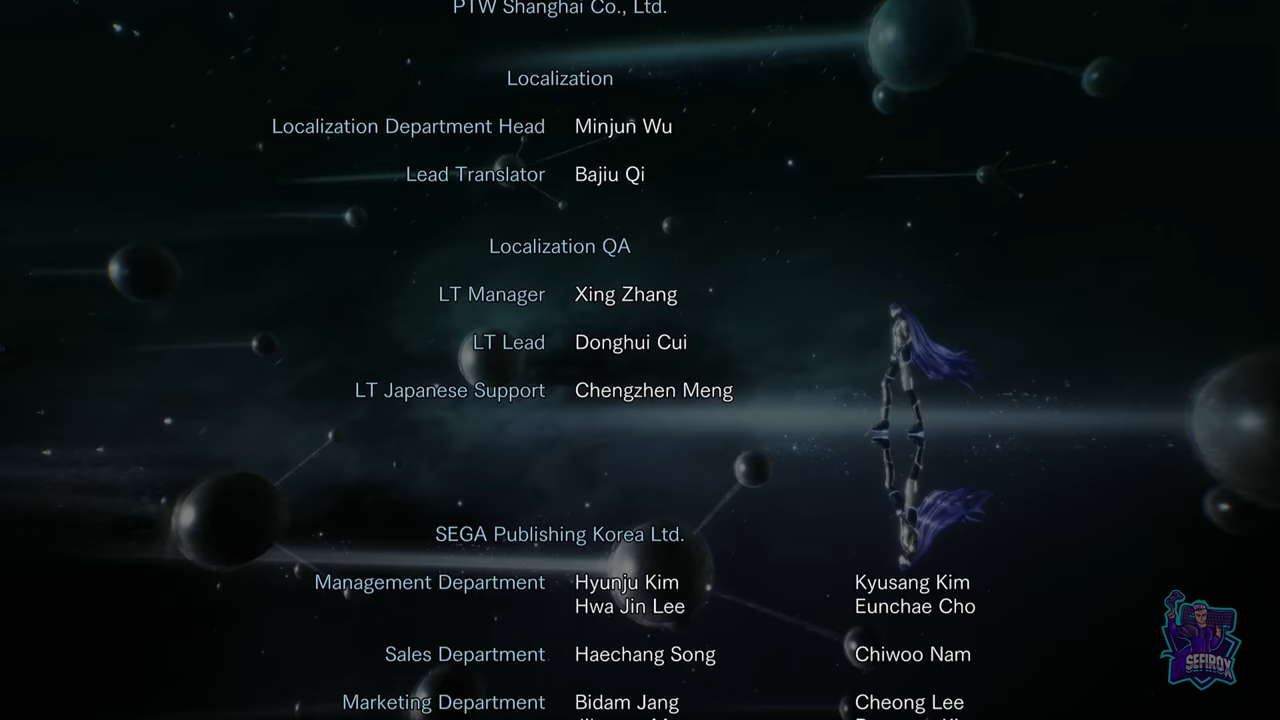 PTW Shanghai Co., Ltd.
Localization
Localization Department Head Minjun Wu
Lead Translator Bajiu Qi
Localization QA
LT Manager Xing Zhang
LT Lead Donghui Cui
LT Japanese Support Chengzhen Meng
SEGA Publishing Korea Ltd.
Management Department Hyunju Kim Kyusang Kim
Hwa Jin Lee Eunchae Cho
Sales Department Haechang Song Chiwoo Nam
Marketing Department Bidam Jang Cheong Lee
SEFIROX